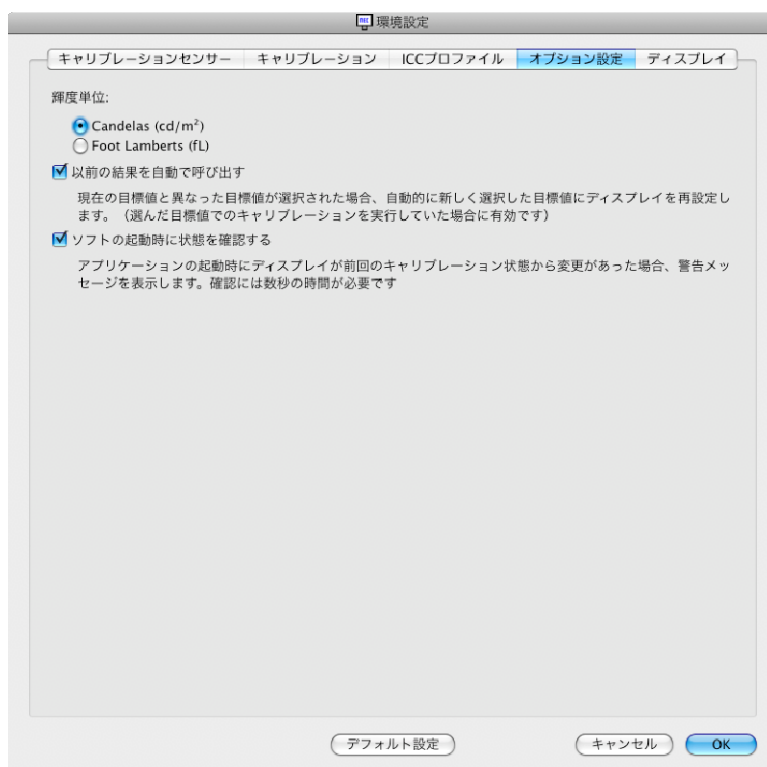 環境設定
キャリブレーションセンサー キャリブレーション ICCプロファイル オプション設定 ディスプレイ
輝度単位:
Candelas (cd/m²)
Foot Lamberts (fL)
以前の結果を自動で呼び出す
現在の目標値と異なった目標値が選択された場合、自動的に新しく選択した目標値にディスプレイを再設定し
ます。（選んだ目標値でのキャリブレーションを実行していた場合に有効です）
ソフトの起動時に状態を確認する
アプリケーションの起動時にディスプレイが前回のキャリブレーション状態から変更があった場合、警告メッ
セージを表示します。確認には数秒の時間が必要です
デフォルト設定 キャンセル OK